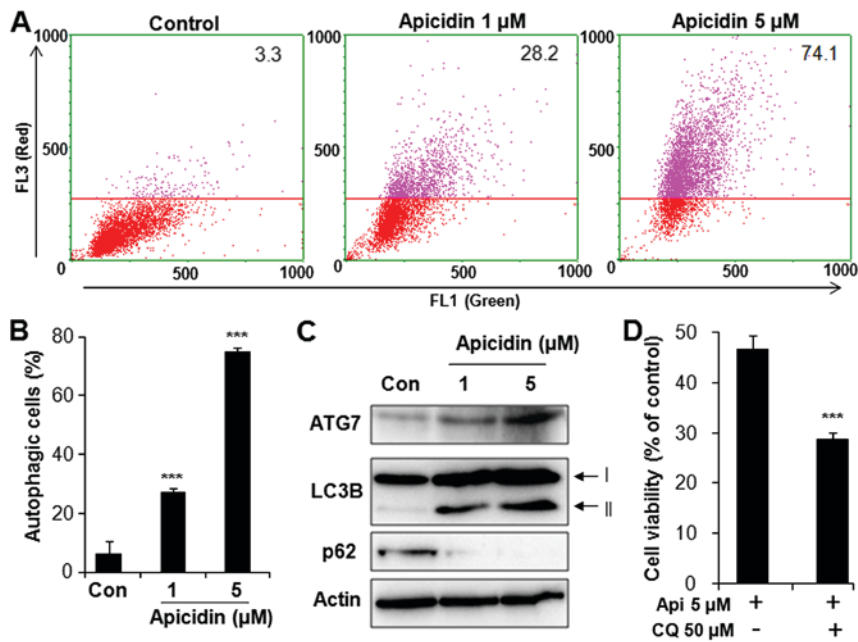 A
Control
Apicidin 1 µM
Apicidin 5 µM
1000
3.3
28.2
74.1
FL3 (Red)
500
0
500
1000
1000
500
0
500
1000
1000
500
0
500
1000
FL1 (Green)
B
Autophagic cells (%)
80
60
40
20
0
***
***
Con
1
5
Apicidin (µM)
C
Apicidin (µM)
Con
1
5
ATG7
LC3B
I
II
p62
Actin
D
Cell viability (% of control)
50
40
30
20
10
0
***
Api 5 µM + +
CQ 50 µM - +